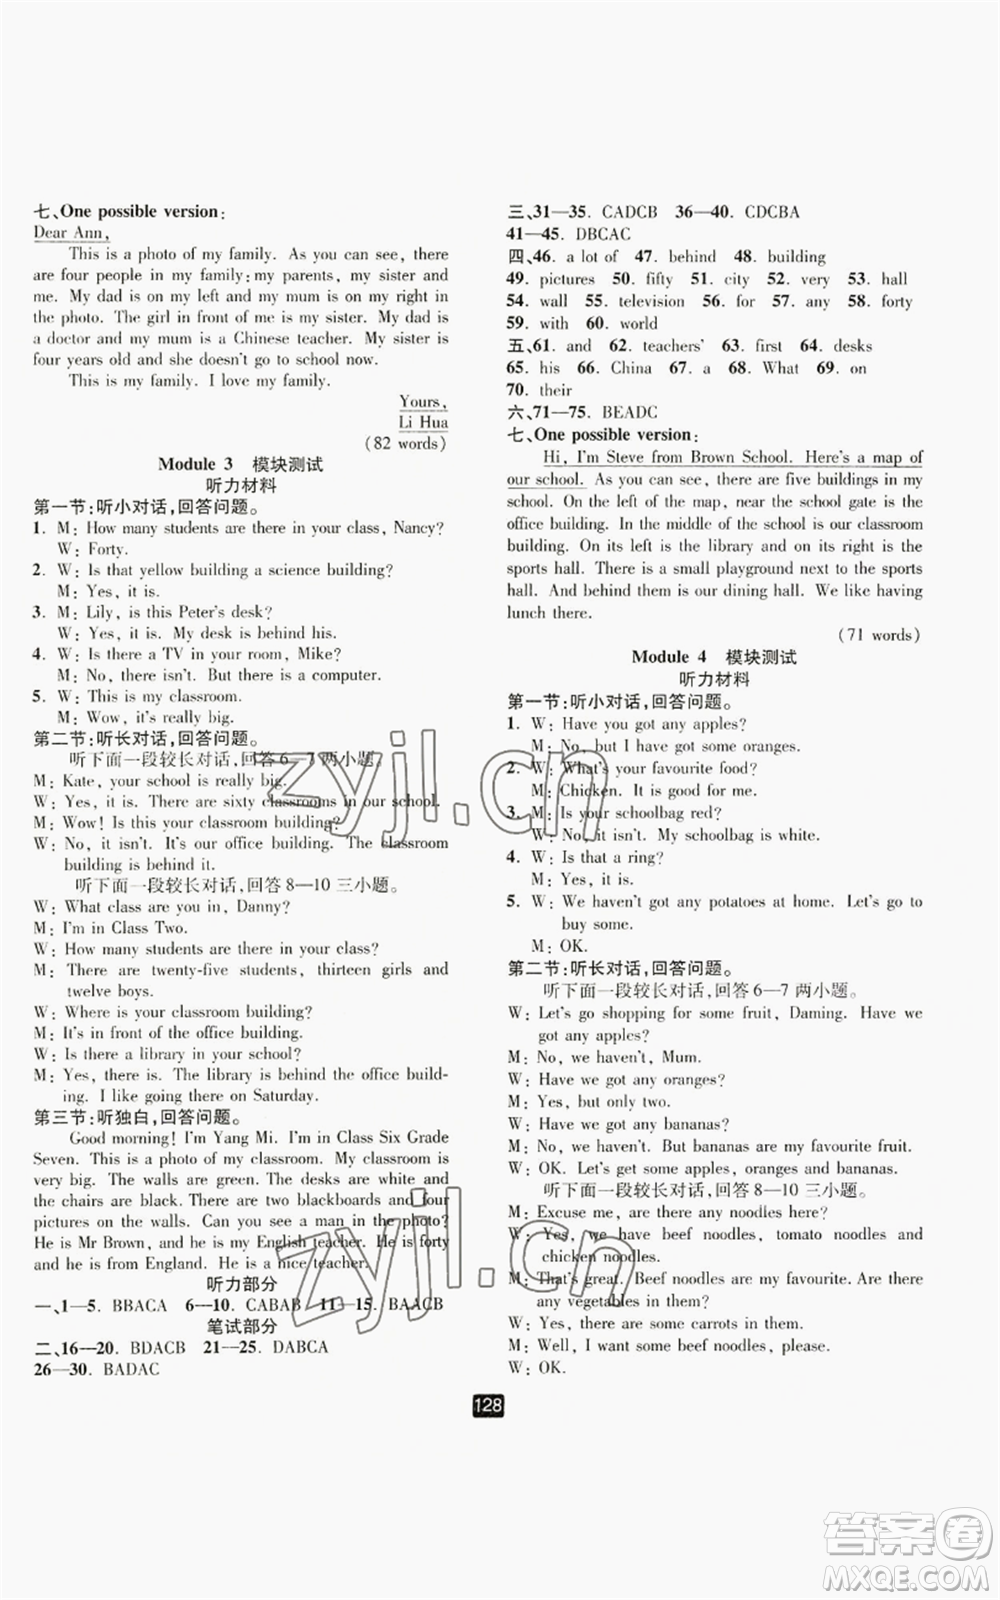 七、One possible version:
Dear Ann,
This is a photo of my family. As you can see, there
are four people in my family: my parents, my sister and
me. My dad is on my left and my mum is on my right in
the photo. The girl in front of me is my sister. My dad is
a doctor and my mum is a Chinese teacher. My sister is
four years old and she doesn't go to school now.
This is my family. I love my family.
Yours,
Li Hua
(82 words)
Module 3 模块测试
听力材料
第一节:听小对话,回答问题。
1. M: How many students are there in your class, Nancy?
W: Forty.
2. W: Is that yellow building a science building?
M: Yes, it is.
3. M: Lily, is this Peter's desk?
W: Yes, it is. My desk is behind his.
4. W: Is there a TV in your room, Mike?
M: No, there isn't. But there is a computer.
5. W: This is my classroom.
M: Wow, it's really big.
第二节:听长对话,回答问题。
听下面一段较长对话,回答6—7两小题。
M: Kate, your school is really big.
W: Yes, it is. There are sixty classrooms in our school.
M: Wow! Is this your classroom building?
W: No, it isn't. It's our office building. The classroom
building is behind it.
听下面一段较长对话,回答8—10三小题。
W: What class are you in, Danny?
M: I'm in Class Two.
W: How many students are there in your class?
M: There are twenty-five students, thirteen girls and
twelve boys.
W: Where is your classroom building?
M: It's in front of the office building.
W: Is there a library in your school?
M: Yes, there is. The library is behind the office build-
ing. I like going there on Saturday.
第三节:听独白,回答问题。
Good morning! I'm Yang Mi. I'm in Class Six Grade
Seven. This is a photo of my classroom. My classroom is
very big. The walls are green. The desks are white and
the chairs are black. There are two blackboards and four
pictures on the walls. Can you see a man in the photo?
He is Mr Brown, and he is my English teacher. He is forty
and he is from England. He is a nice teacher.
听力部分
一、1—5. BBACA 6—10. CABAB 11—15. BAACB
笔试部分
二、16—20. BDACB 21—25. DABCA
26—30. BADAC
三、31—35. CADCB 36—40. CDCBA
41—45. DBCAC
四、46. a lot of 47. behind 48. building
49. pictures 50. fifty 51. city 52. very 53. hall
54. wall 55. television 56. for 57. any 58. forty
59. with 60. world
五、61. and 62. teachers' 63. first 64. desks
65. his 66. China 67. a 68. What 69. on
70. their
六、71—75. BEADC
七、One possible version:
Hi, I'm Steve from Brown School. Here's a map of
our school. As you can see, there are five buildings in my
school. On the left of the map, near the school gate is the
office building. In the middle of the school is our classroom
building. On its left is the library and on its right is the
sports hall. There is a small playground next to the sports
hall. And behind them is our dining hall. We like having
lunch there.
(71 words)
Module 4 模块测试
听力材料
第一节:听小对话,回答问题。
1. W: Have you got any apples?
M: No, but I have got some oranges.
2. W: What's your favourite food?
M: Chicken. It is good for me.
3. M: Is your schoolbag red?
W: No, it isn't. My schoolbag is white.
4. W: Is that a ring?
M: Yes, it is.
5. W: We haven't got any potatoes at home. Let's go to
buy some.
M: OK.
第二节:听长对话,回答问题。
听下面一段较长对话,回答6—7两小题。
W: Let's go shopping for some fruit, Daming. Have we
got any apples?
M: No, we haven't, Mum.
W: Have we got any oranges?
M: Yes, but only two.
W: Have we got any bananas?
M: No, we haven't. But bananas are my favourite fruit.
W: OK. Let's get some apples, oranges and bananas.
听下面一段较长对话,回答8—10三小题。
M: Excuse me, are there any noodles here?
W: Yes, we have beef noodles, tomato noodles and
chicken noodles.
M: That's great. Beef noodles are my favourite. Are there
any vegetables in them?
W: Yes, there are some carrots in them.
M: Well, I want some beef noodles, please.
W: OK.
128
zyjl.cn
zyjl.cn
答案圈
MXQE.COM